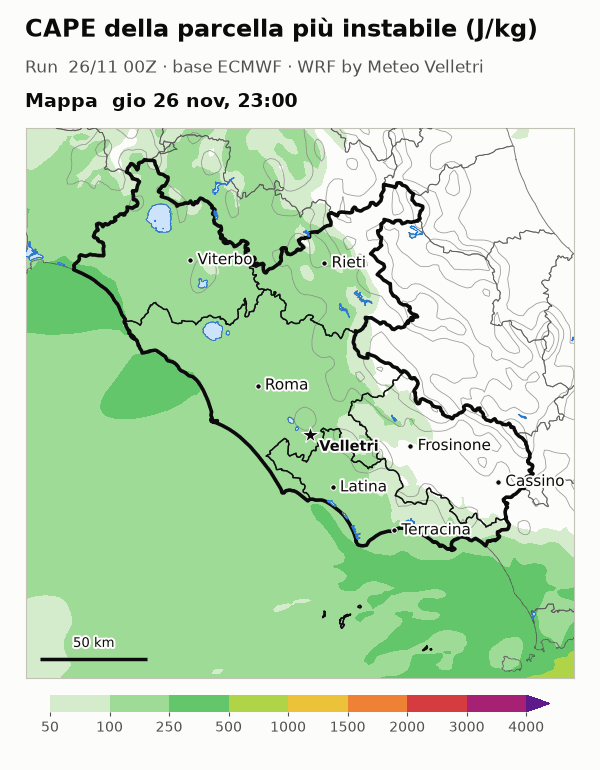 CAPE della parcella più instabile (J/kg)
Run 26/11 00Z · base ECMWF · WRF by Meteo Velletri
Mappa gio 26 nov, 23:00
Viterbo
Rieti
Roma
Velletri
Frosinone
Latina
Cassino
Terracina
50 km
50 100 250 500 1000 1500 2000 3000 4000